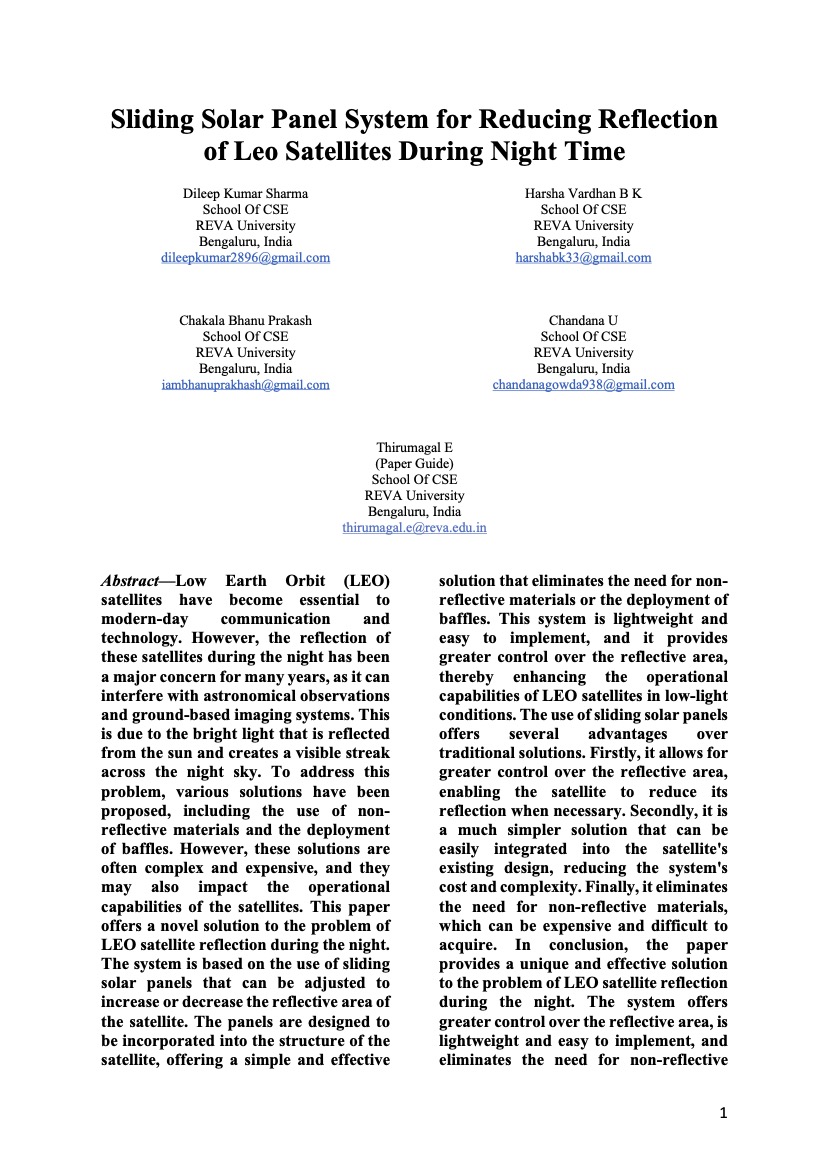 Sliding Solar Panel System for Reducing Reflection
of Leo Satellites During Night Time
Dileep Kumar Sharma
School Of CSE
REVA University
Bengaluru, India
dileepkumar2896@gmail.com
Harsha Vardhan B K
School Of CSE
REVA University
Bengaluru, India
harshabk33@gmail.com
Chakala Bhanu Prakash
School Of CSE
REVA University
Bengaluru, India
iambhanuprakhash@gmail.com
Chandana U
School Of CSE
REVA University
Bengaluru, India
chandanagowda938@gmail.com
Thirumagal E
(Paper Guide)
School Of CSE
REVA University
Bengaluru, India
thirumagal.e@reva.edu.in
Abstract—Low Earth Orbit (LEO)
satellites have become essential to
modern-day communication and
technology. However, the reflection of
these satellites during the night has been
a major concern for many years, as it can
interfere with astronomical observations
and ground-based imaging systems. This
is due to the bright light that is reflected
from the sun and creates a visible streak
across the night sky. To address this
problem, various solutions have been
proposed, including the use of non-
reflective materials and the deployment
of baffles. However, these solutions are
often complex and expensive, and they
may also impact the operational
capabilities of the satellites. This paper
offers a novel solution to the problem of
LEO satellite reflection during the night.
The system is based on the use of sliding
solar panels that can be adjusted to
increase or decrease the reflective area of
the satellite. The panels are designed to
be incorporated into the structure of the
satellite, offering a simple and effective
solution that eliminates the need for non-
reflective materials or the deployment of
baffles. This system is lightweight and
easy to implement, and it provides
greater control over the reflective area,
thereby enhancing the operational
capabilities of LEO satellites in low-light
conditions. The use of sliding solar panels
offers several advantages over
traditional solutions. Firstly, it allows for
greater control over the reflective area,
enabling the satellite to reduce its
reflection when necessary. Secondly, it is
a much simpler solution that can be
easily integrated into the satellite's
existing design, reducing the system's
cost and complexity. Finally, it eliminates
the need for non-reflective materials,
which can be expensive and difficult to
acquire. In conclusion, the paper
provides a unique and effective solution
to the problem of LEO satellite reflection
during the night. The system offers
greater control over the reflective area, is
lightweight and easy to implement, and
eliminates the need for non-reflective
1